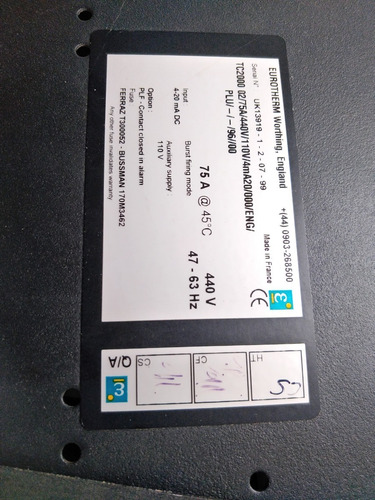 EUROTHERM Worthing, England +(44) 0903-268500
Serial N° UK13919 - 1 - 2 - 07 - 99 Made in France
TC2000 02/75A/440V/110V/4mA20/000/ENG/
PLU/-/-/96//00
CE
75 A @ 45°C 440 V
Input Burst firing mode 47 - 63 Hz
4-20 mA DC Auxiliary supply
110 V
Option :
PLF - Contact closed in alarm
Fuse
FERRAZ T300052 - BUSSMAN 170M3462
Any other fuse mandates warranty
Q/A CS CF HT